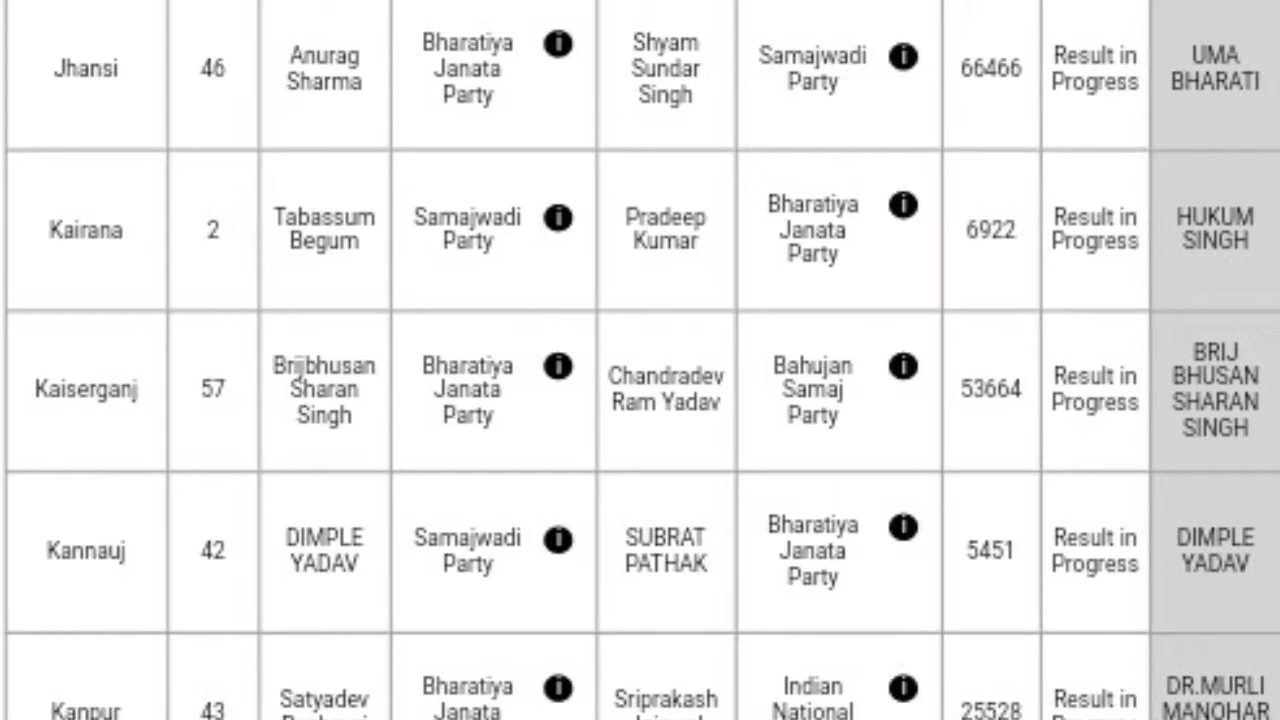 Jhansi 46 Anurag Sharma Bharatiya Janata Party i Shyam Sundar Singh Samajwadi Party i 66466 Result in Progress UMA BHARATI
Kairana 2 Tabassum Begum Samajwadi Party i Pradeep Kumar Bharatiya Janata Party i 6922 Result in Progress HUKUM SINGH
Kaiserganj 57 Brijbhusan Sharan Singh Bharatiya Janata Party i Chandradev Ram Yadav Bahujan Samaj Party i 53664 Result in Progress BRIJ BHUSAN SHARAN SINGH
Kannauj 42 DIMPLE YADAV Samajwadi Party i SUBRAT PATHAK Bharatiya Janata Party i 5451 Result in Progress DIMPLE YADAV
Kanpur 43 Satyadev Bharatiya Janata i Sriprakash Indian National i 25528 Result in DR.MURLI MANOHAR